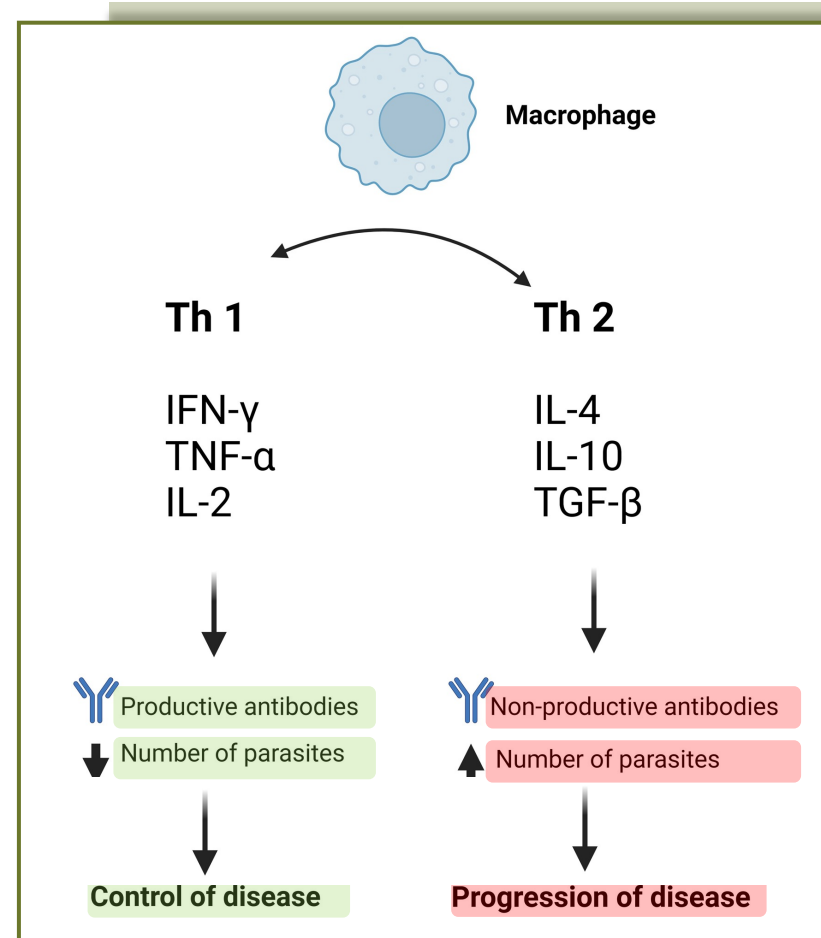 Macrophage
Th 1
IFN-γ
TNF-α
IL-2
Productive antibodies
Number of parasites
Control of disease
Th 2
IL-4
IL-10
TGF-β
Non-productive antibodies
Number of parasites
Progression of disease